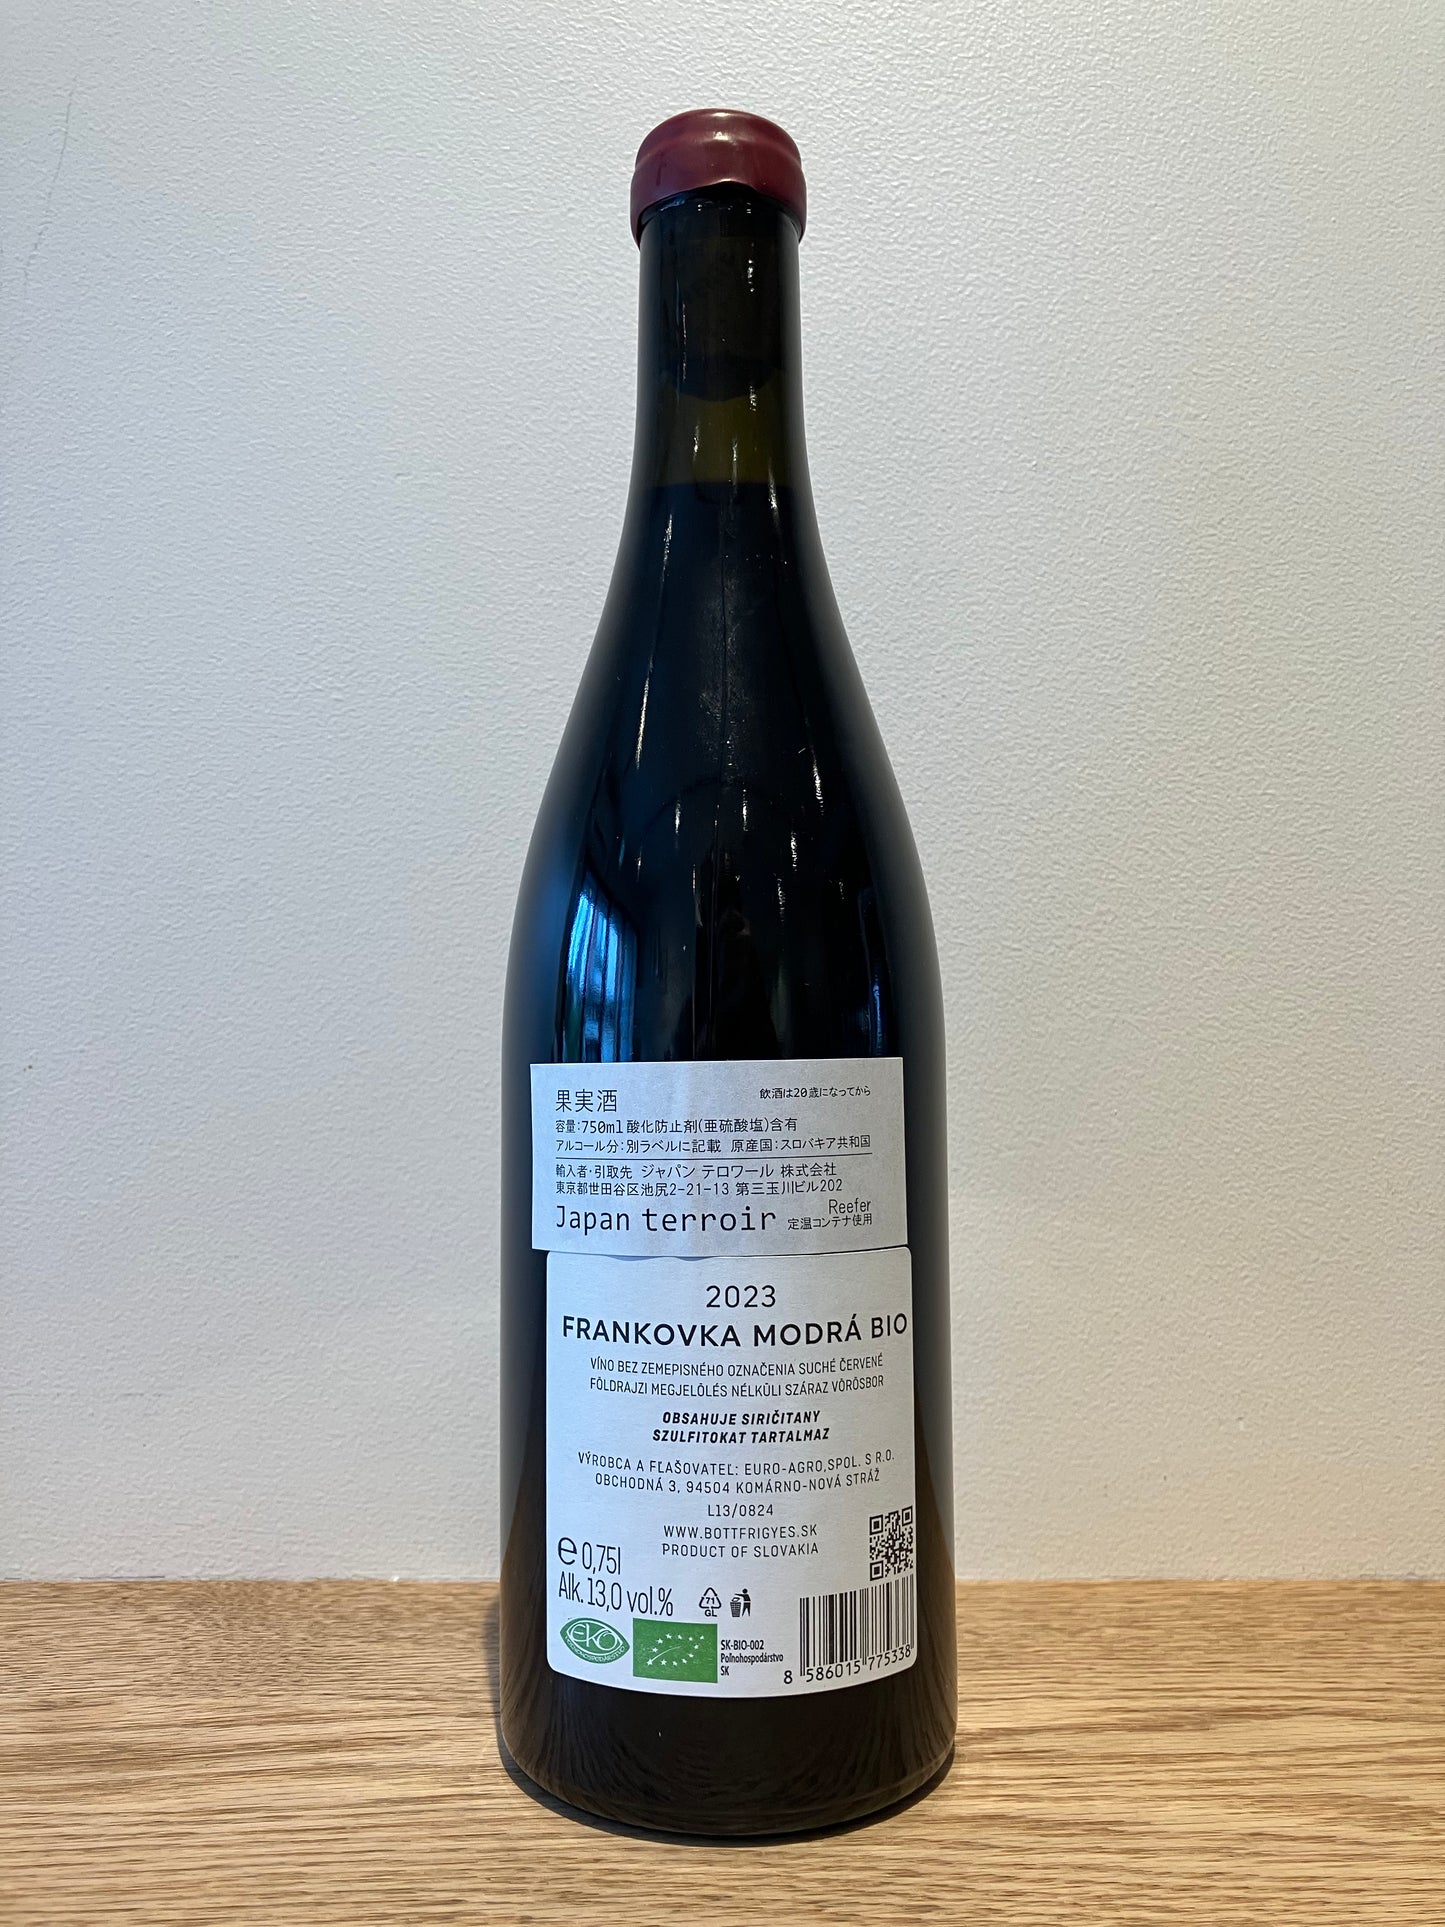 果実酒 飲酒は20歳になってから
容量:750ml 酸化防止剤(亜硫酸塩)含有
アルコール分:別ラベルに記載 原産国:スロバキア共和国
輸入者・引取先 ジャパン テロワール 株式会社
東京都世田谷区池尻2-21-13 第三玉川ビル202
Japan terroir Reefer
定温コンテナ使用
2023
FRANKOVKA MODRÁ BIO
VÍNO BEZ ZEMEPISNÉHO OZNAČENIA SUCHÉ ČERVENÉ
FÖLDRAJZI MEGJELÖLÉS NÉLKÜLI SZÁRAZ VÖRÖSBOR
OBSAHUJE SIRIČITANY
SZULFITOKAT TARTALMAZ
VÝROBCA A FĽAŠOVATEĽ: EURO-AGRO,SPOL. S R.O.
OBCHODNÁ 3, 94504 KOMÁRNO-NOVÁ STRÁŽ
L13/0824
WWW.BOTTFRIGYES.SK
PRODUCT OF SLOVAKIA
e 0,75l
Alk. 13,0 vol.%
71
GL
EKO
SK-BIO-002
Poľnohospodárstvo
SK
8 586015 775338